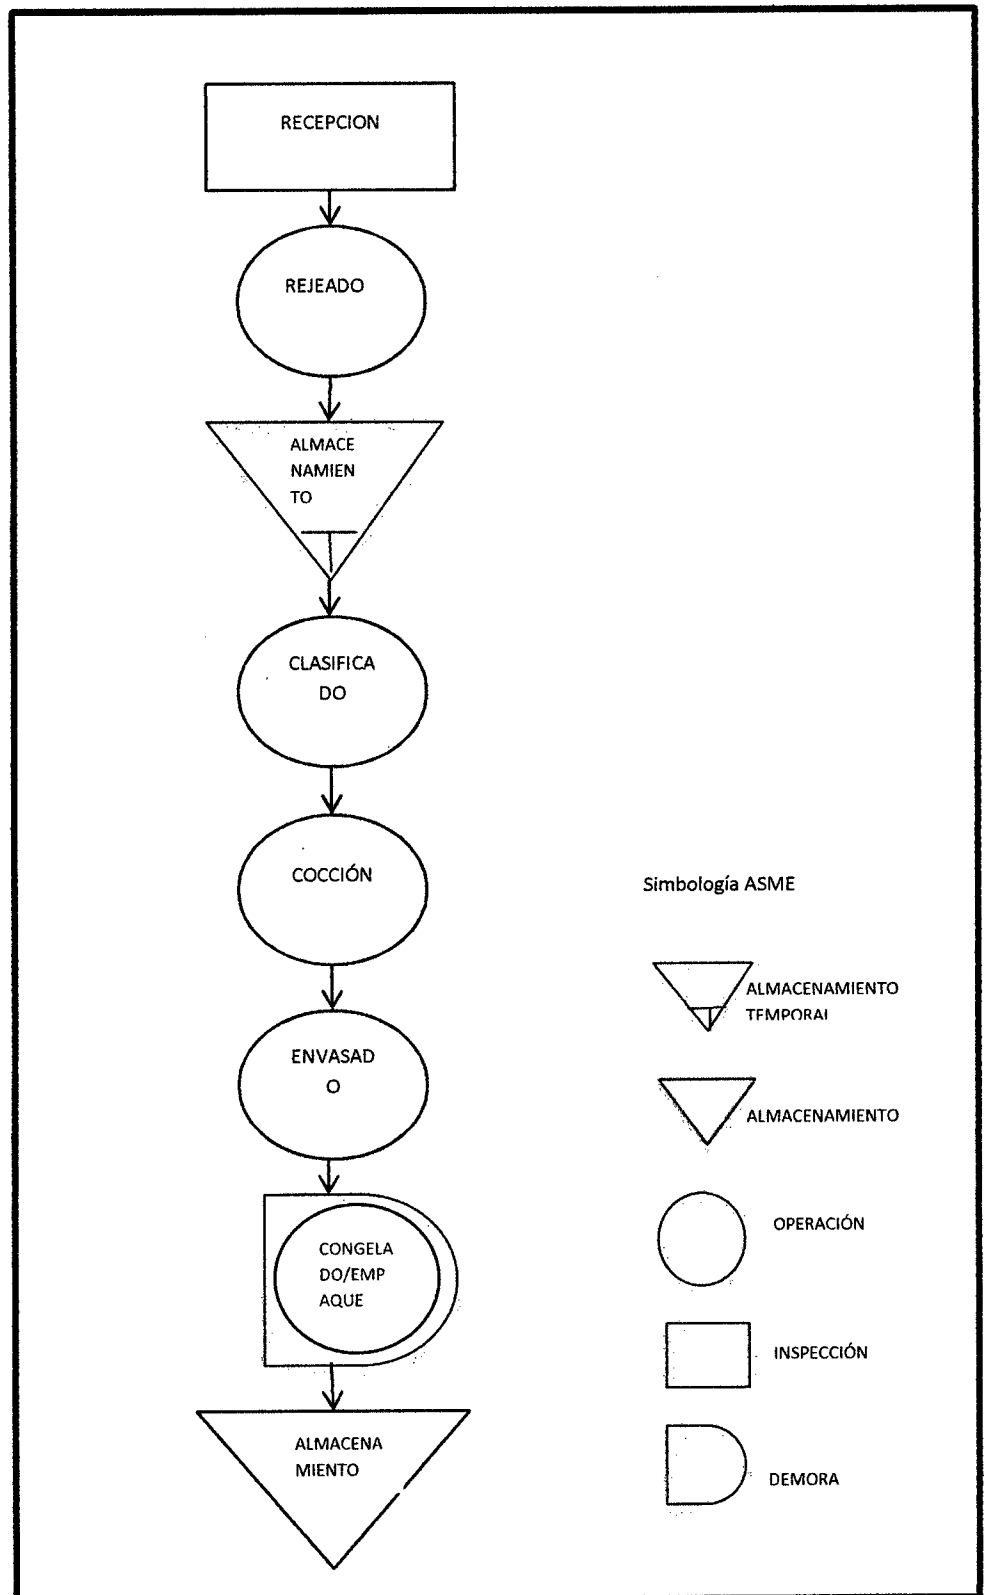 RECEPCION
REJEADO
ALMACE
NAMIEN
TO
CLASIFICA
DO
COCCIÓN
ENVASAD
O
CONGELA
DO/EMP
AQUE
ALMACENA
MIENTO
Simbología ASME
ALMACENAMIENTO
TEMPORAL
ALMACENAMIENTO
OPERACIÓN
INSPECCIÓN
DEMORA